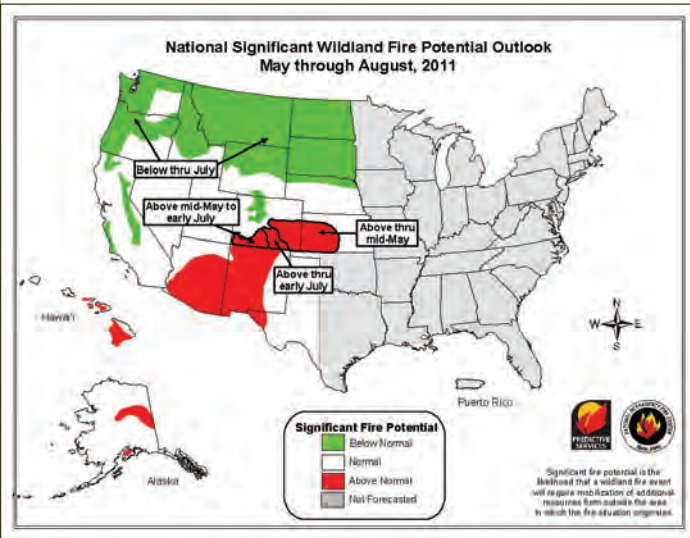 National Significant Wildland Fire Potential Outlook
May through August, 2011
Below thru July
Above mid-May to
early July
Above thru
mid-May
Above thru
early July
Hawai'i
Alaska
Puerto Rico
N
W E
S
Significant Fire Potential
Below Normal
Normal
Above Normal
Not Forecasted
PREDICTIVE
SERVICES
Significant fire potential is the
likelihood that a wildland fire event
will require mobilization of additional
resources from outside the area
in which the fire situation originates.